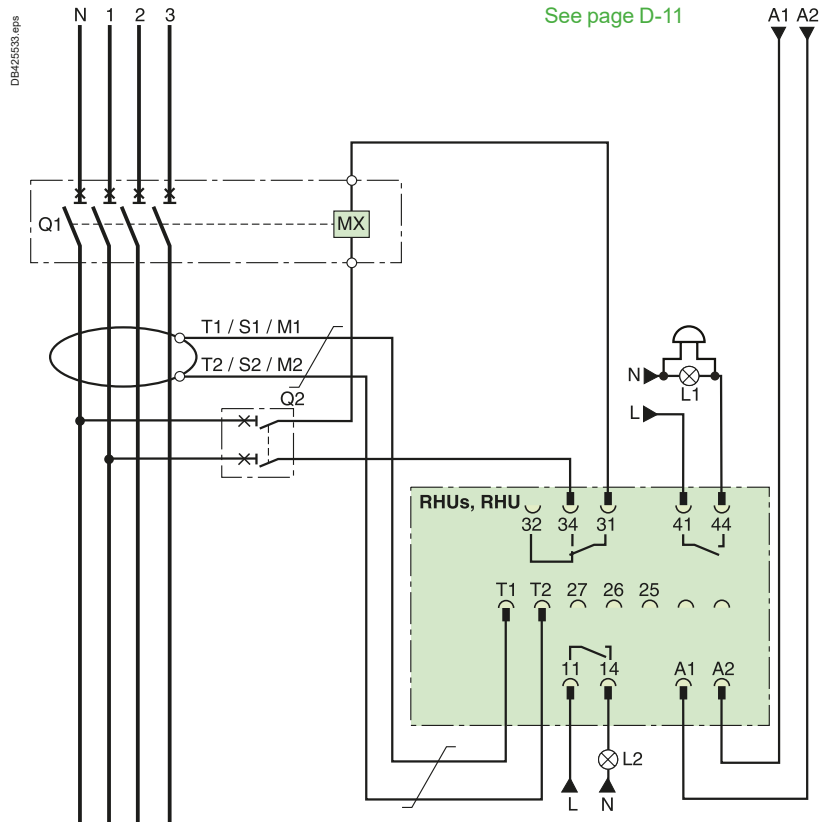 DB425533.eps
N 1 2 3
See page D-11
A1 A2
Q1
MX
T1 / S1 / M1
T2 / S2 / M2
Q2
N
L1
L
RHUs, RHU
32 34 31 41 44
T1 T2 27 26 25
11 14 A1 A2
L2
L N